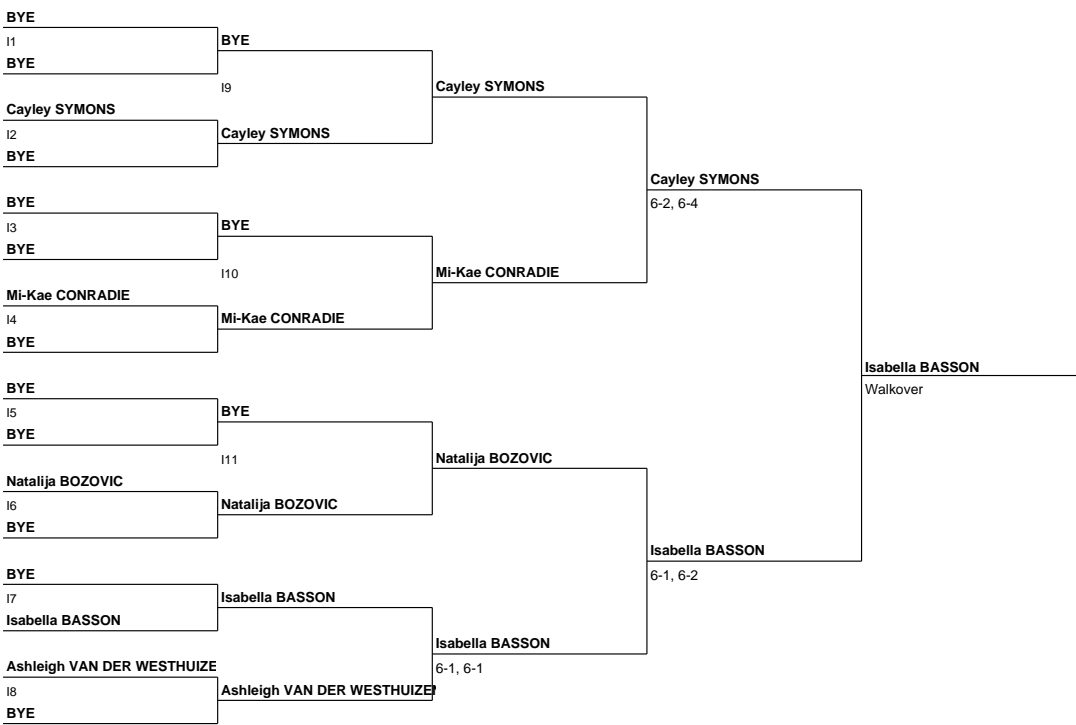 BYE
I1
BYE
Cayley SYMONS
I2
BYE
BYE
I3
BYE
Mi-Kae CONRADIE
I4
BYE
BYE
I5
BYE
Natalija BOZOVIC
I6
BYE
BYE
I7
Isabella BASSON
Ashleigh VAN DER WESTHUIZE
I8
BYE
BYE
I9
Cayley SYMONS
BYE
I10
Mi-Kae CONRADIE
BYE
I11
Natalija BOZOVIC
Isabella BASSON
Ashleigh VAN DER WESTHUIZEN
Cayley SYMONS
Mi-Kae CONRADIE
Natalija BOZOVIC
Isabella BASSON
6-1, 6-1
Cayley SYMONS
6-2, 6-4
Isabella BASSON
6-1, 6-2
Isabella BASSON
Walkover